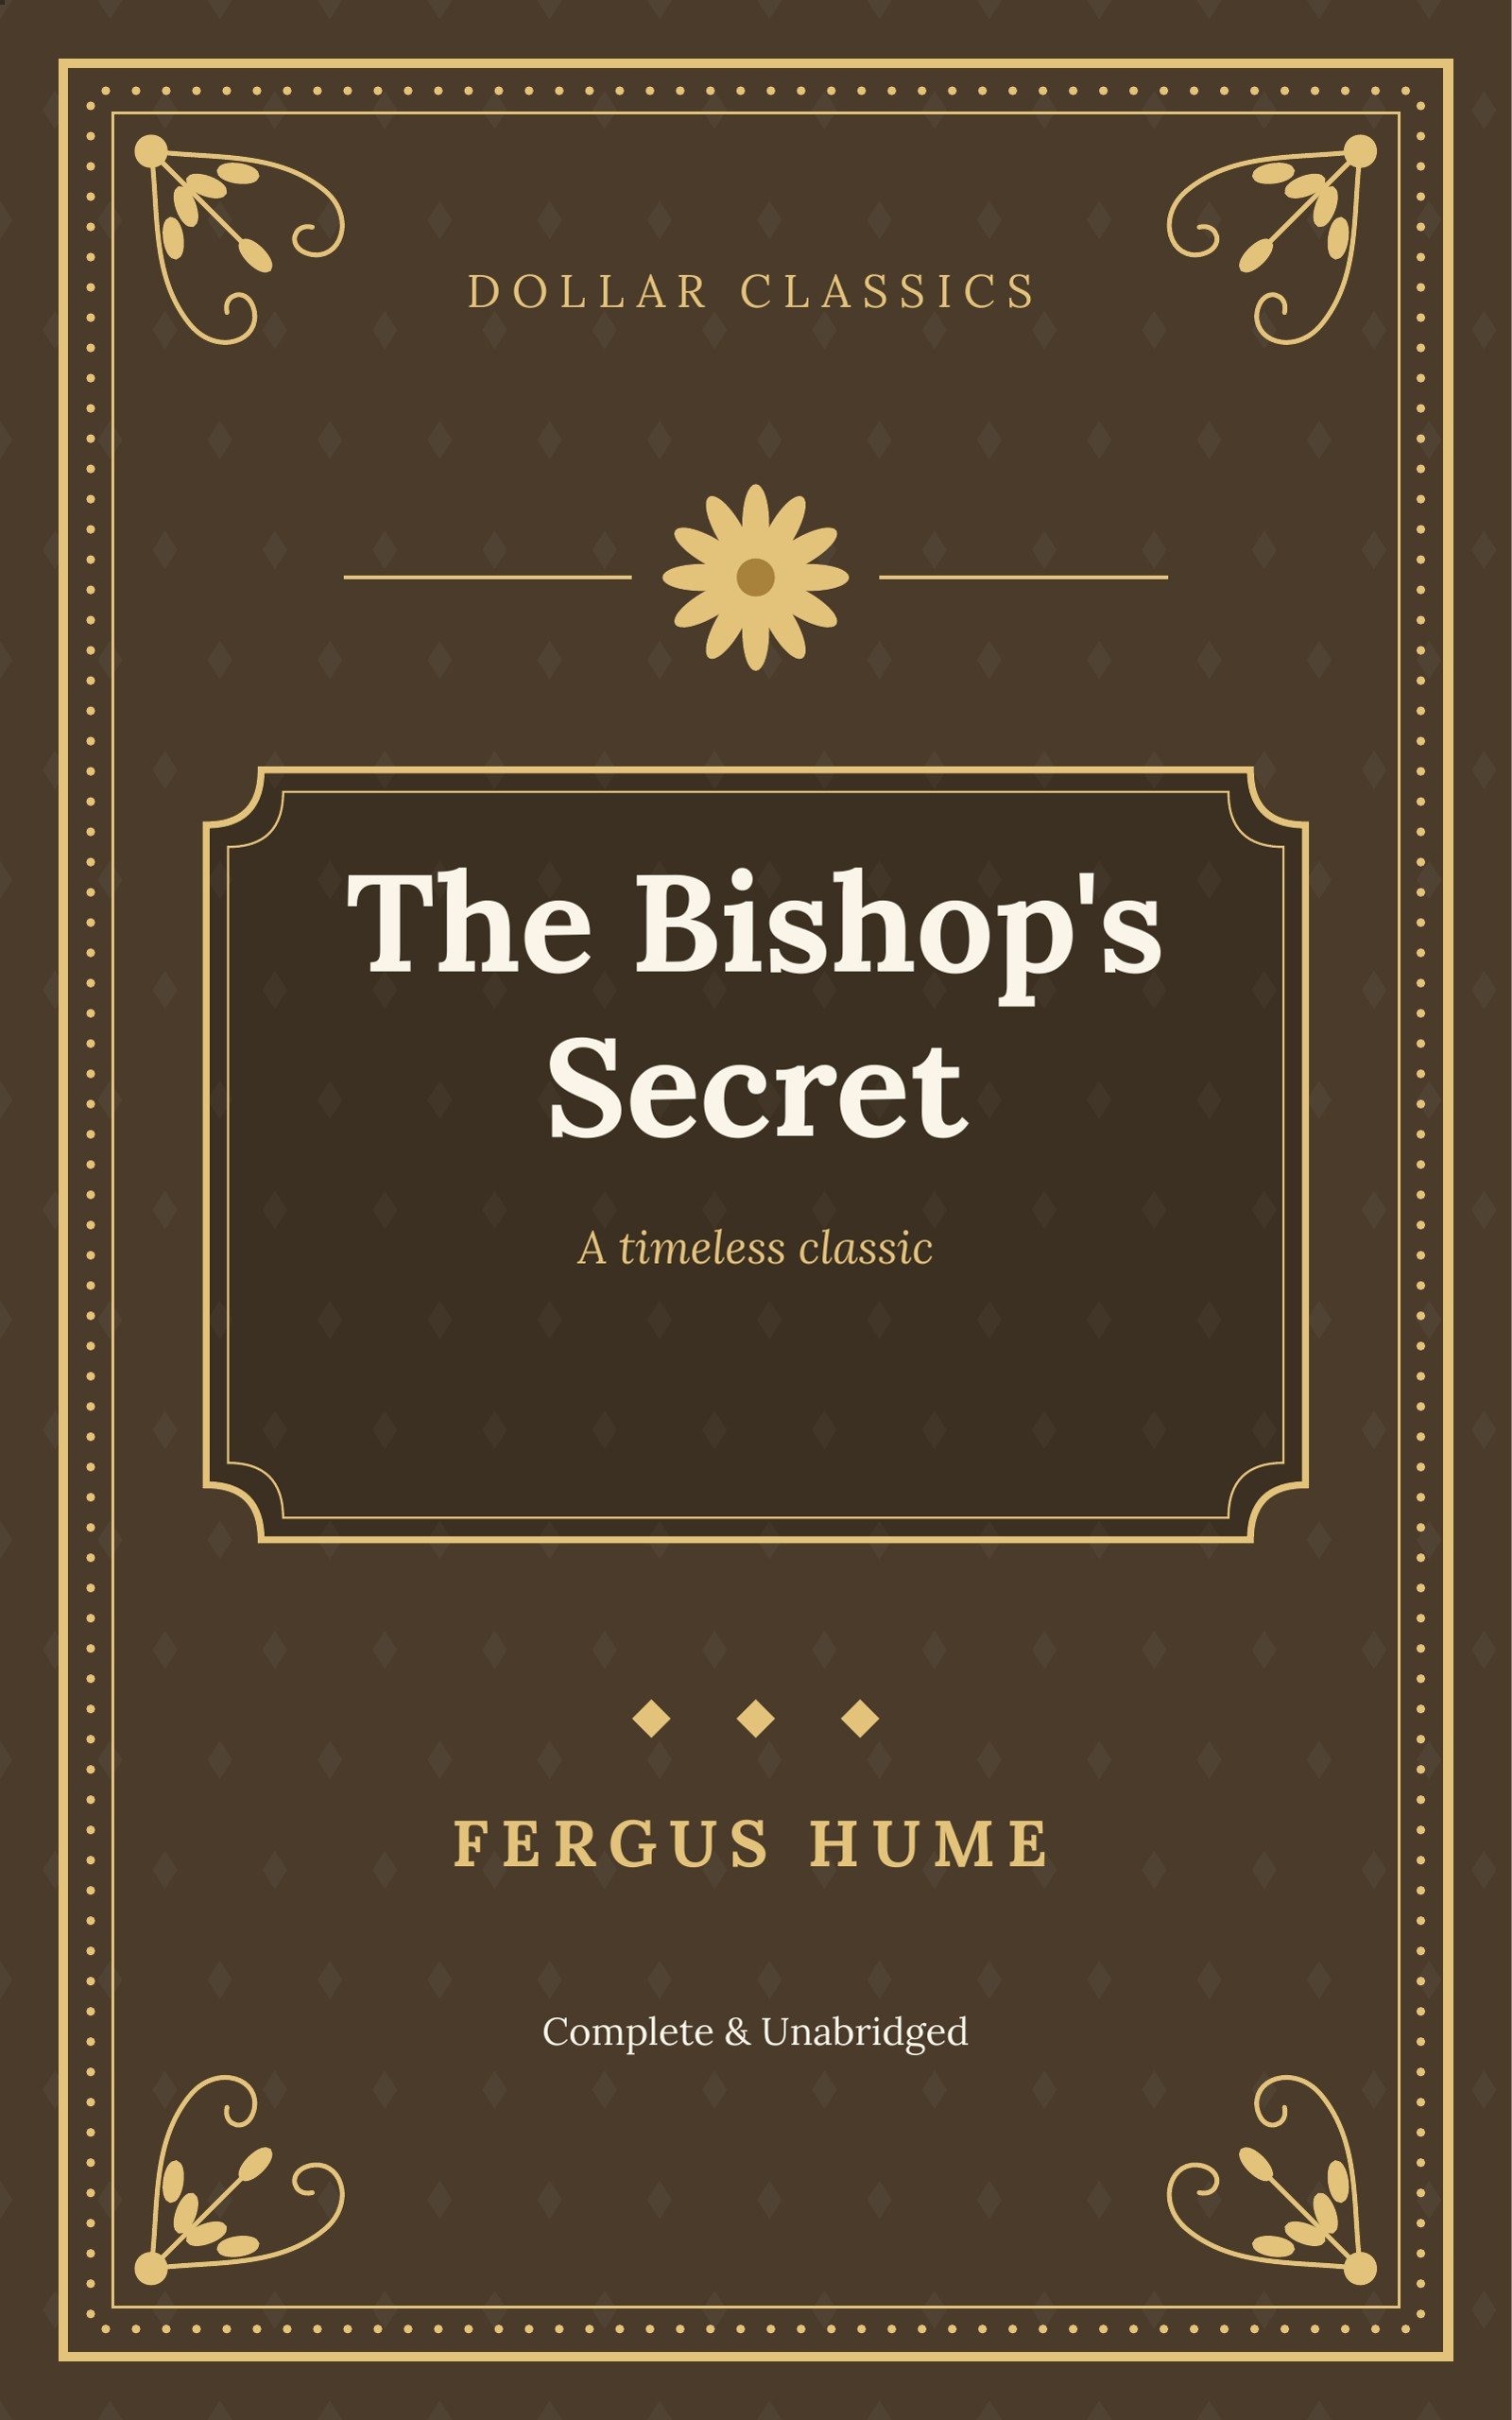 DOLLAR CLASSICS
The Bishop's
Secret
A timeless classic
FERGUS HUME
Complete & Unabridged